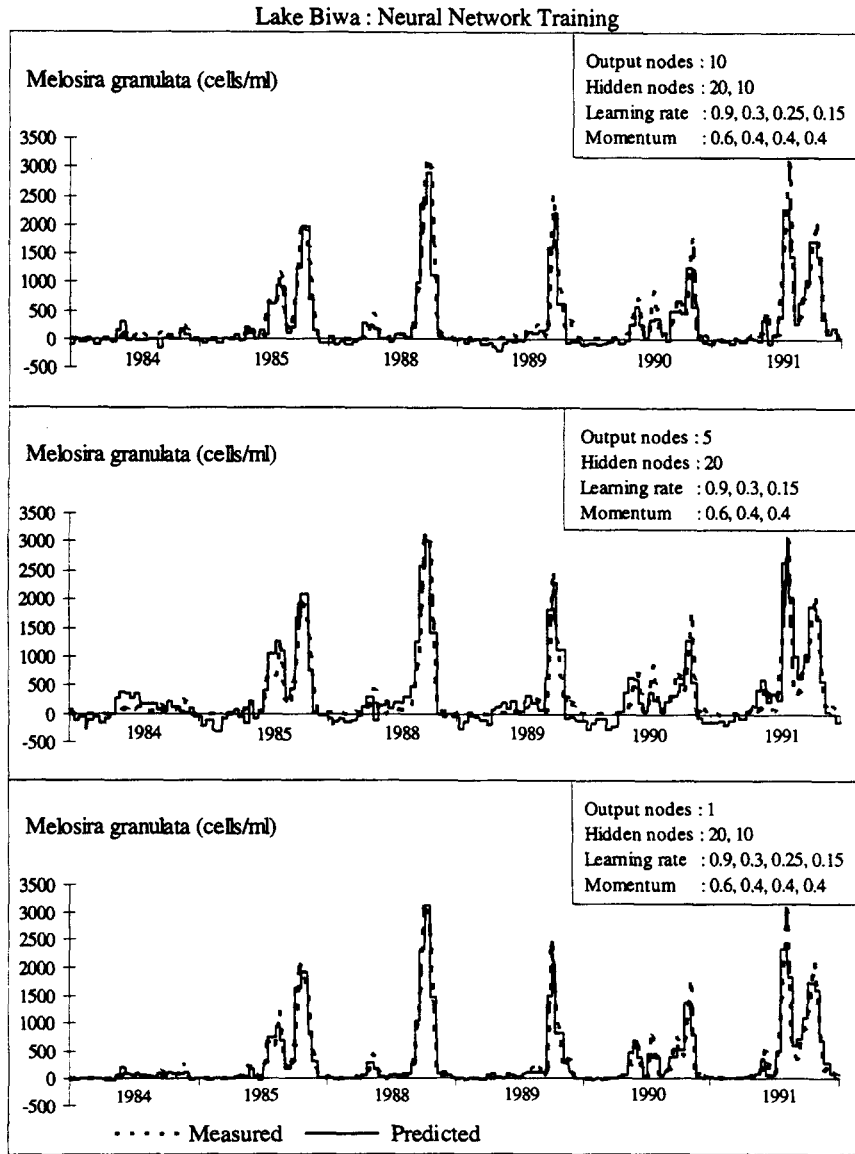 Lake Biwa : Neural Network Training
Melosira granulata (cells/ml)
Output nodes : 10
Hidden nodes : 20, 10
Learning rate : 0.9, 0.3, 0.25, 0.15
Momentum : 0.6, 0.4, 0.4, 0.4
3500
3000
2500
2000
1500
1000
500
0
-500
1984 1985 1988 1989 1990 1991
Melosira granulata (cells/ml)
Output nodes : 5
Hidden nodes : 20
Learning rate : 0.9, 0.3, 0.15
Momentum : 0.6, 0.4, 0.4
3500
3000
2500
2000
1500
1000
500
0
-500
1984 1985 1988 1989 1990 1991
Melosira granulata (cells/ml)
Output nodes : 1
Hidden nodes : 20, 10
Learning rate : 0.9, 0.3, 0.25, 0.15
Momentum : 0.6, 0.4, 0.4, 0.4
3500
3000
2500
2000
1500
1000
500
0
-500
1984 1985 1988 1989 1990 1991
Measured Predicted